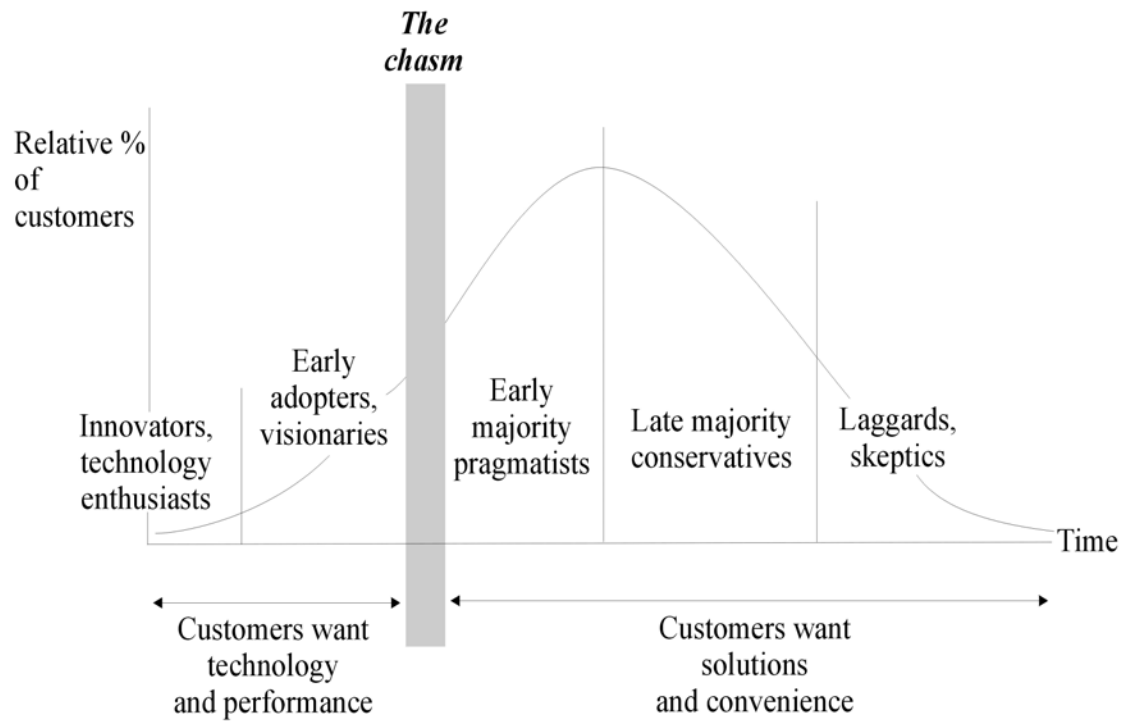 The
chasm
Relative %
of
customers
Innovators,
technology
enthusiasts
Early
adopters,
visionaries
Early
majority
pragmatists
Late majority
conservatives
Laggards,
skeptics
Time
Customers want
technology
and performance
Customers want
solutions
and convenience